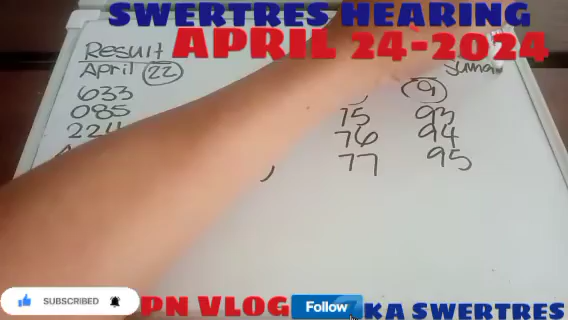 SWERTRES HEARING
APRIL 24-2024
Result
April 22
633
085
224
9
75 93
76 94
77 95
SUBSCRIBED
PN VLOG Follow KA SWERTRES